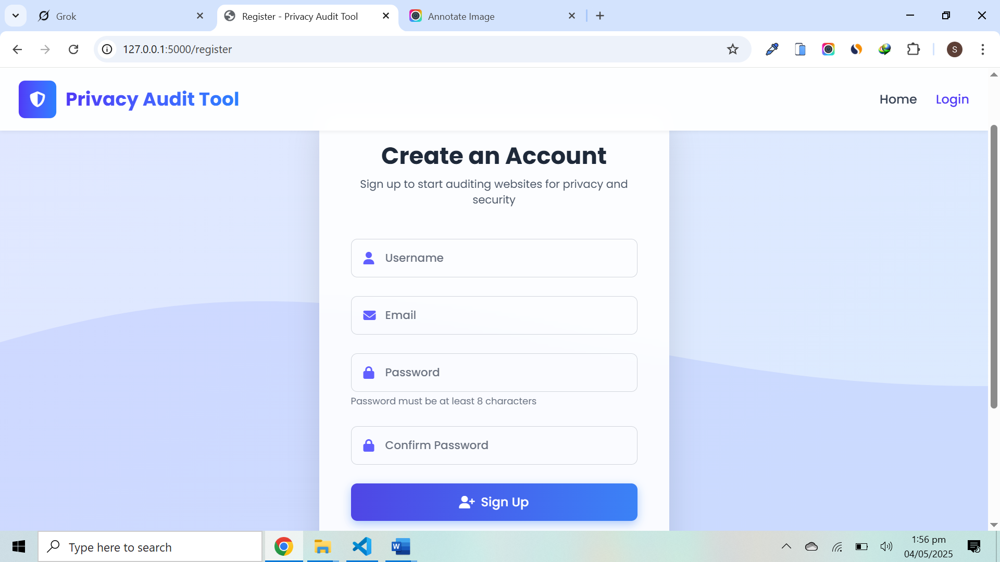 Grok
Register - Privacy Audit Tool
Annotate Image
127.0.0.1:5000/register
S
Privacy Audit Tool
Home
Login
Create an Account
Sign up to start auditing websites for privacy and
security
Username
Email
Password
Password must be at least 8 characters
Confirm Password
Sign Up
Type here to search
W
1:56 pm
04/05/2025